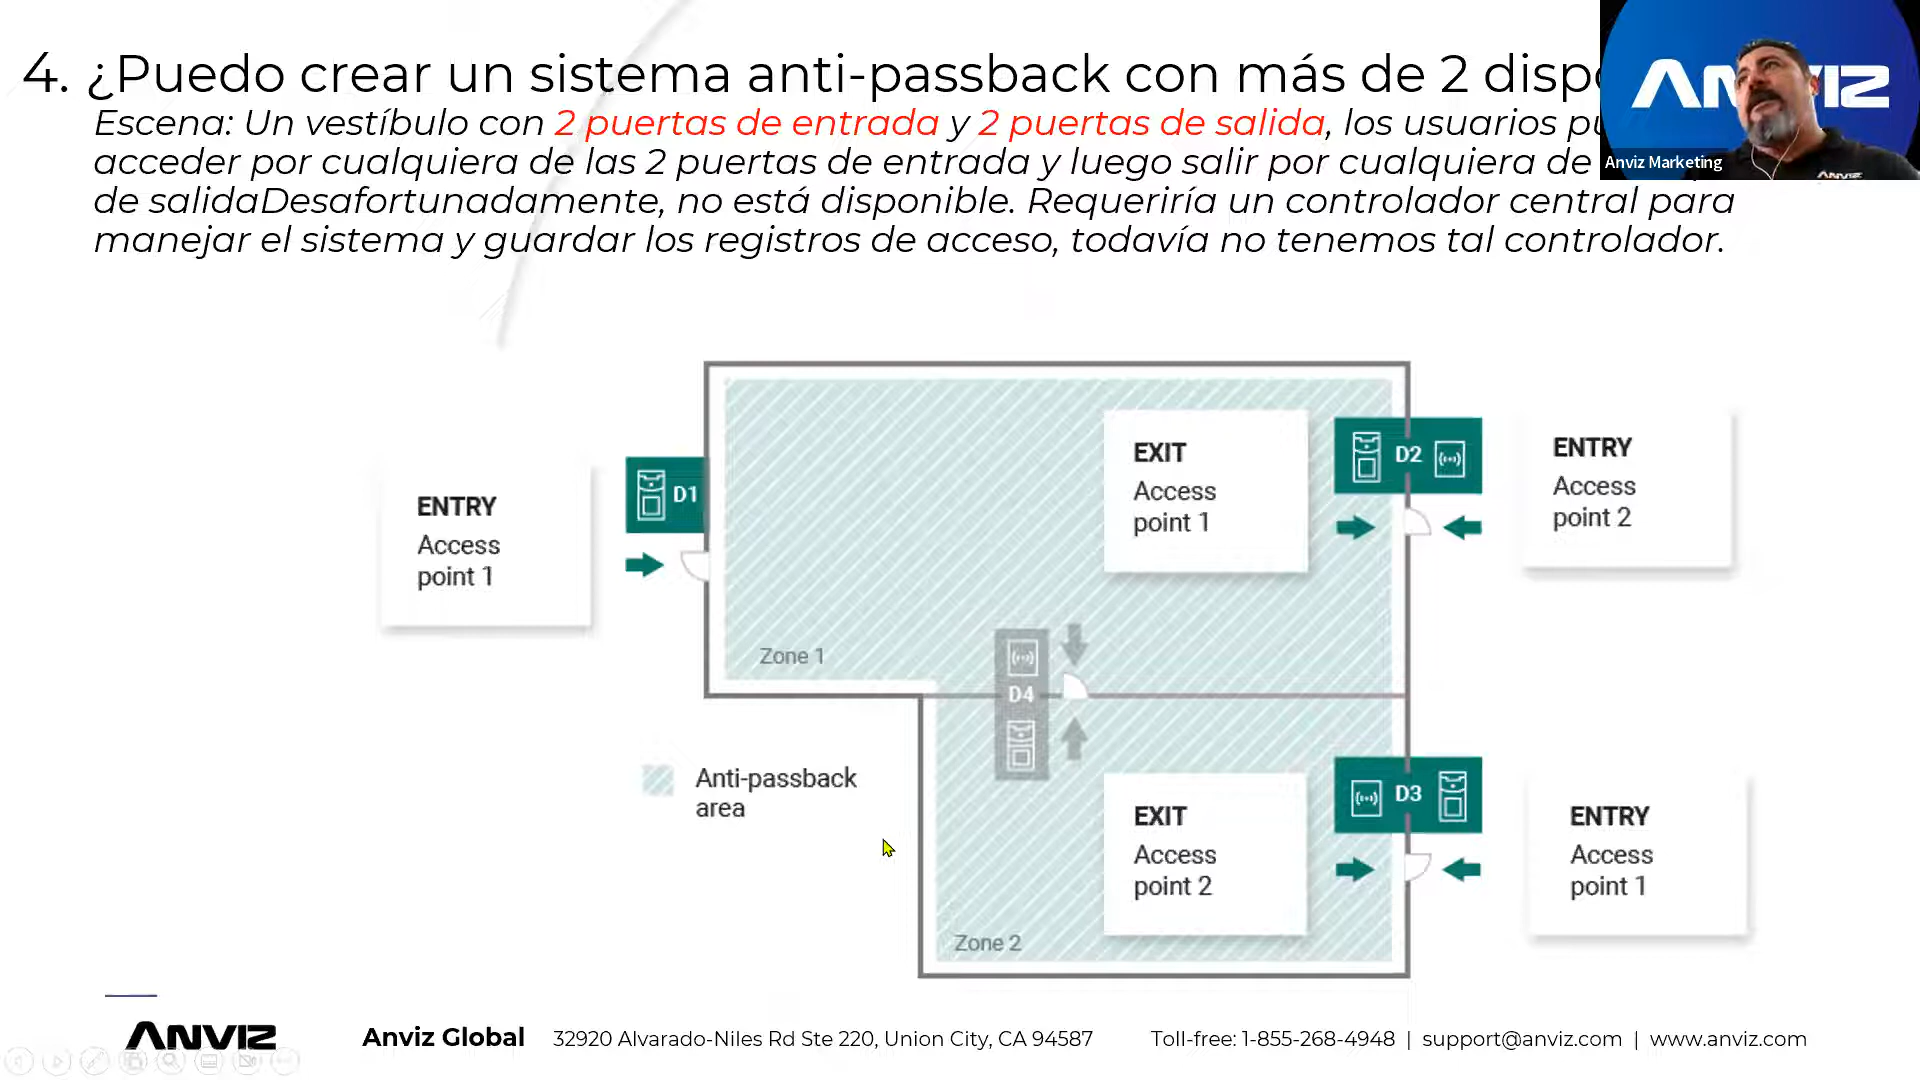 4. ¿Puedo crear un sistema anti-passback con más de 2
Escena: Un vestíbulo con 2 puertas de entrada y 2 puertas de salida, los usuarios
acceder por cualquiera de las 2 puertas de entrada y luego salir por cualquiera de
de salidaDesafortunadamente, no está disponible. Requeriría un controlador central para
manejar el sistema y guardar los registros de acceso, todavía no tenemos tal controlador.
ANVIZ
Anviz Marketing
ANVIZ
ENTRY
Access
point 1
D1
EXIT
Access
point 1
D2
ENTRY
Access
point 2
Zone 1
D4
Anti-passback
area
EXIT
Access
point 2
D3
ENTRY
Access
point 1
Zone 2
ANVIZ
Anviz Global 32920 Alvarado-Niles Rd Ste 220, Union City, CA 94587 Toll-free: 1-855-268-4948 | support@anviz.com | www.anviz.com